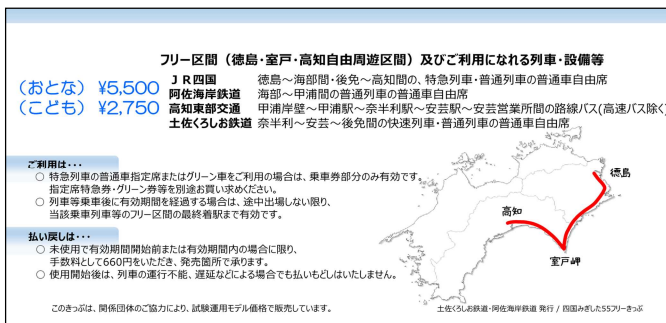 フリー区間(徳島・室戸・高知自由周遊区間)及びご利用になれる列車・設備等
(おとな) ¥5,500
(こども) ¥2,750
JR四国 徳島~海部間・後免~高知間の、特急列車・普通列車の普通車自由席
阿佐海岸鉄道 海部~甲浦間の普通列車の普通車自由席
高知東部交通 甲浦岸壁~甲浦駅~奈半利駅~安芸駅~安芸営業所間の路線バス(高速バス除く)
土佐くろしお鉄道 奈半利~安芸~後免間の快速列車・普通列車の普通車自由席
ご利用は・・・
○ 特急列車の普通車指定席またはグリーン車をご利用の場合は、乗車券部分のみ有効です。
指定席特急券・グリーン券等を別途お買い求めください。
○ 列車等乗車後に有効期間を経過する場合は、途中出場しない限り、
当該乗車列車等のフリー区間の最終着駅まで有効です。
払い戻しは・・・
○ 未使用で有効期間開始前または有効期間内の場合に限り、
手数料として660円をいただき、発売箇所で承ります。
○ 使用開始後は、列車の運行不能、遅延などによる場合でも払いもどしはいたしません。
徳島
高知
室戸岬
このきっぷは、関係団体のご協力により、試験運用モデル価格で販売しています。
土佐くろしお鉄道・阿佐海岸鉄道 発行 / 四国みぎした55フリーきっぷ